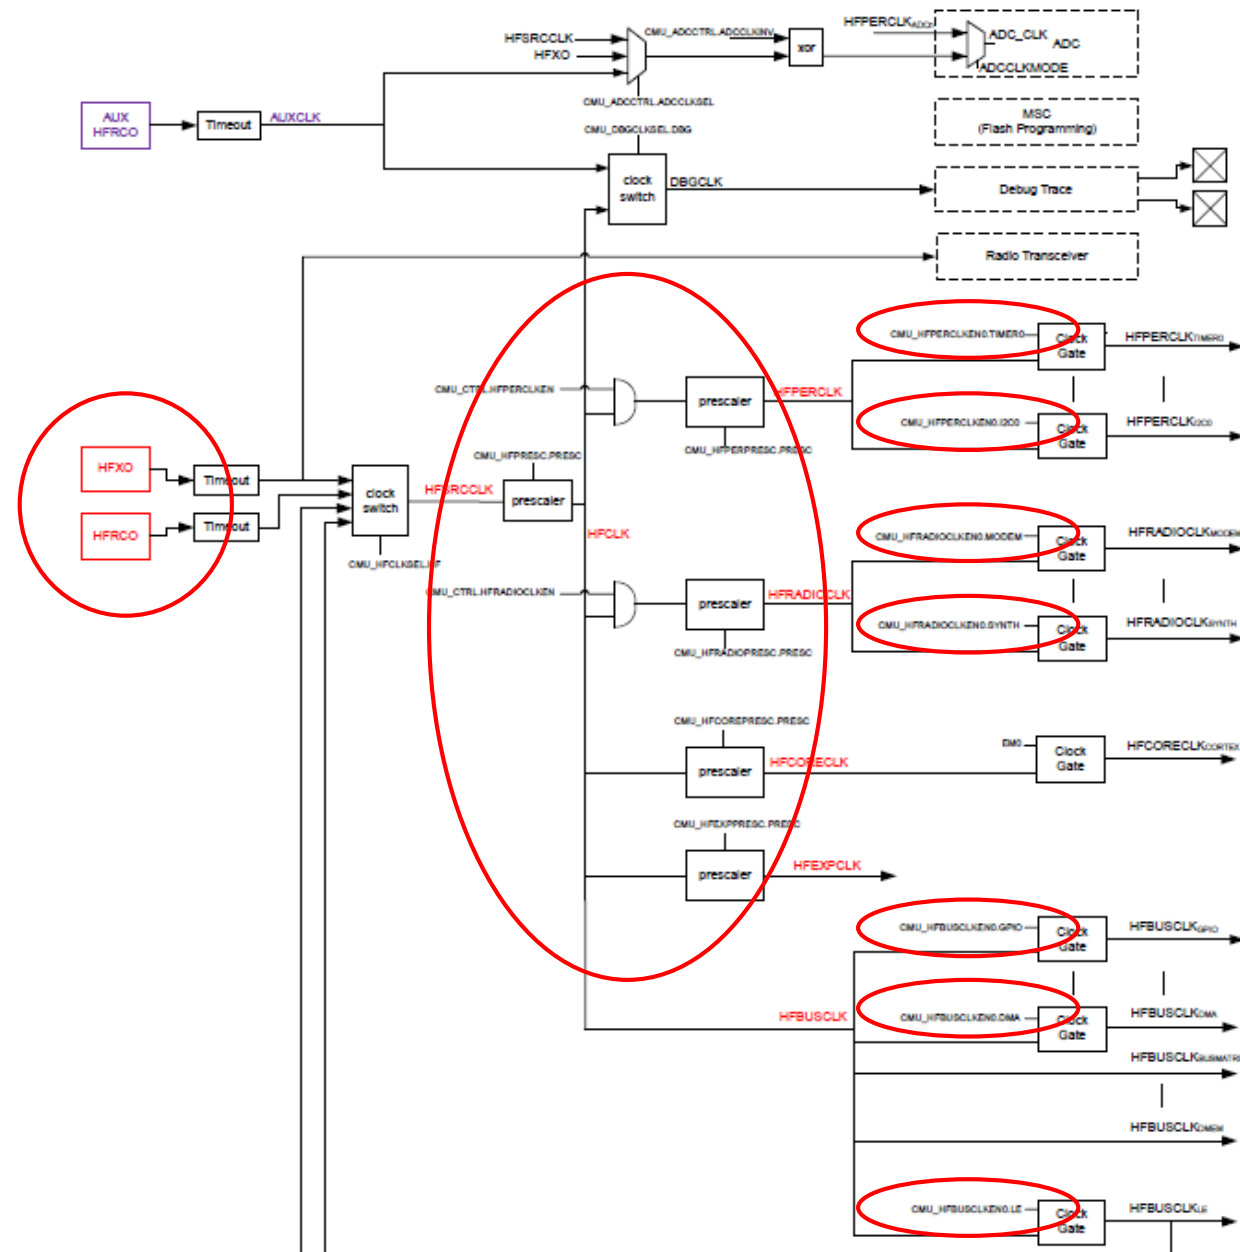 HFSRCCLK
HFXO
CMU_ADCCTRL.ADCCLKINV
xor
HFPERCLKADCn
ADC_CLK
ADC
ADCCLKMODE
CMU_ADCCTRL.ADCCLKSEL
AUX
HFRCO
Timeout
AUXCLK
CMU_DBGCLKSEL.DBG
MSC
(Flash Programming)
clock
switch
DBGCLK
Debug Trace
Radio Transceiver
CMU_HFPERCLKEN0.TIMER0
Clock
Gate
HFPERCLKTIMER0
CMU_CTRL.HFPERCLKEN
prescaler
HFPERCLK
CMU_HFPERPRESC.PRESC
CMU_HFPERCLKEN0.I2C0
Clock
Gate
HFPERCLKI2C0
HFXO
Timeout
HFRCO
Timeout
clock
switch
CMU_HFCLKSEL.HF
HFSRCCLK
CMU_HFPRESC.PRESC
prescaler
HFCLK
CMU_HFRADIOCLKEN0.MODEM
Clock
Gate
HFRADIOCLKMODEM
CMU_CTRL.HFRADIOCLKEN
prescaler
HFRADIOCLK
CMU_HFRADIOPRESC.PRESC
CMU_HFRADIOCLKEN0.SYNTH
Clock
Gate
HFRADIOCLKSYNTH
CMU_HFCOREPRESC.PRESC
prescaler
HFCORECLK
EM0
Clock
Gate
HFCORECLKCORTEX
CMU_HFEXPPRESC.PRESC
prescaler
HFEXPCLK
CMU_HFBUSCLKEN0.GPIO
Clock
Gate
HFBUSCLKGPIO
HFBUSCLK
CMU_HFBUSCLKEN0.DMA
Clock
Gate
HFBUSCLKDMA
HFBUSCLKBUSMATRI
HFBUSCLKDMEM
CMU_HFBUSCLKEN0.LE
Clock
Gate
HFBUSCLKLE